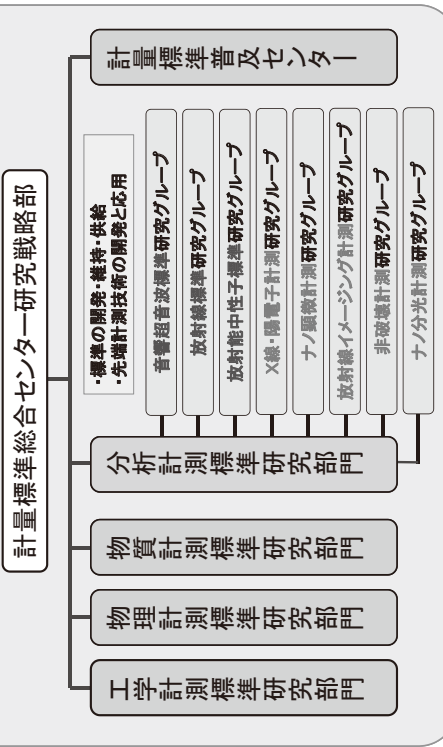 計量標準総合センター研究戦略部
工学計測標準研究部門
物理計測標準研究部門
物質計測標準研究部門
分析計測標準研究部門
・標準の開発・維持・供給
・先端計測技術の開発と応用
音響超音波標準研究グループ
放射線標準研究グループ
放射能中性子標準研究グループ
X線・陽電子計測研究グループ
ナノ顕微計測研究グループ
放射線イメージング計測研究グループ
非破壊計測研究グループ
ナノ分光計測研究グループ
計量標準普及センター